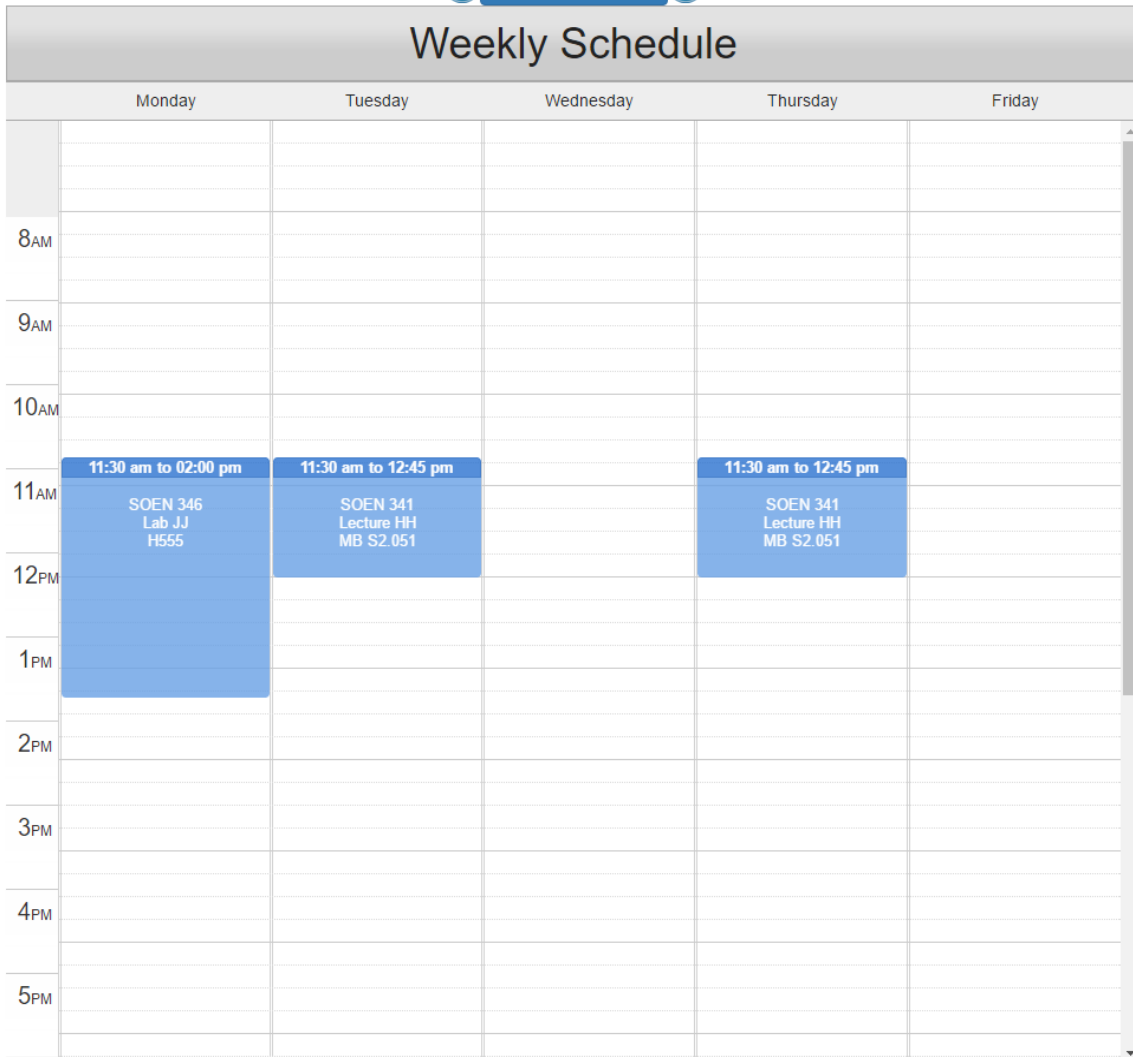 Weekly Schedule
Monday Tuesday Wednesday Thursday Friday
8AM
9AM
10AM
11AM
12PM
1PM
2PM
3PM
4PM
5PM
11:30 am to 02:00 pm
SOEN 346
Lab JJ
H555
11:30 am to 12:45 pm
SOEN 341
Lecture HH
MB S2.051
11:30 am to 12:45 pm
SOEN 341
Lecture HH
MB S2.051